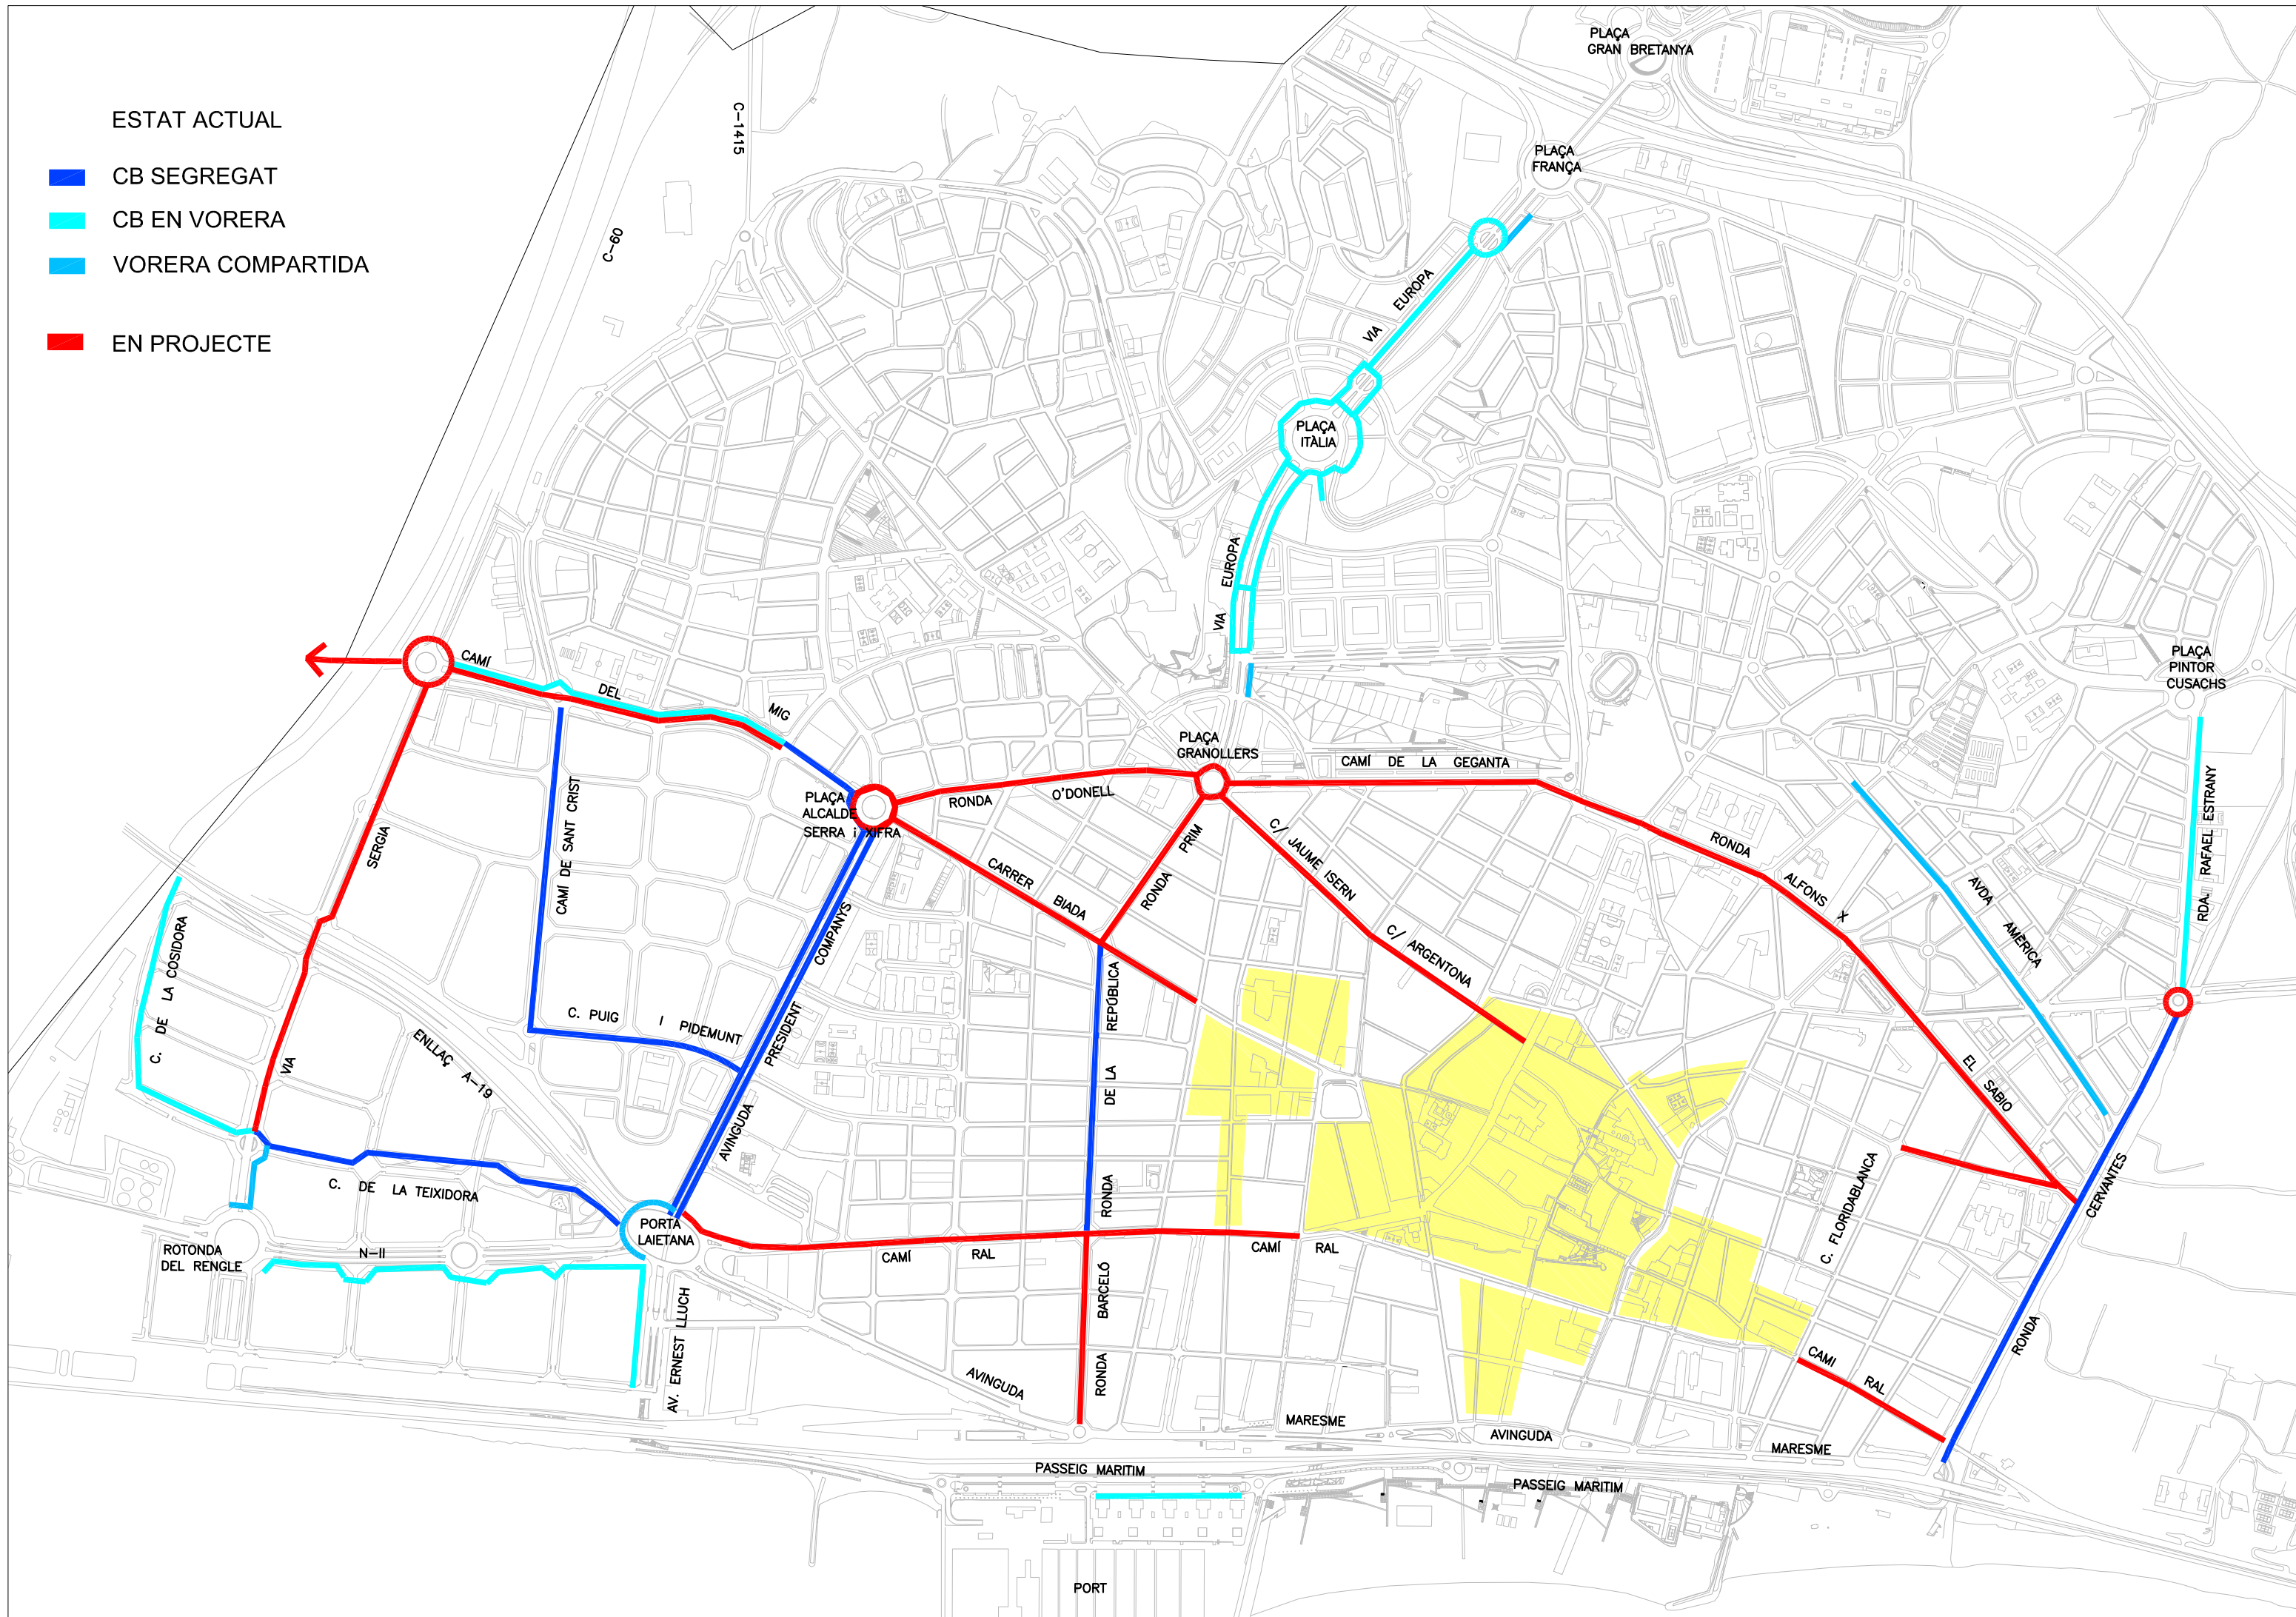 ESTAT ACTUAL
CB SEGREGAT
CB EN VORERA
VORERA COMPARTIDA
EN PROJECTE
C-1415
C-60
PLAÇA
GRAN BRETANYA
PLAÇA
FRANÇA
VIA EUROPA
PLAÇA
ITÀLIA
VIA EUROPA
CAMÍ DEL MIG
PLAÇA
GRANOLLERS
CAMÍ DE LA GEGANTA
PLAÇA
PINTOR
CUSACHS
RDA. RAFAEL ESTRANY
PLAÇA
ALCALDE
SERRA i XIFRA
RONDA O'DONELL
CARRER BIADA
RONDA PRIM
C/ JAUME ISERN
C/ ARGENTONA
RONDA ALFONS X EL SABIO
AVDA AMÈRICA
VIA SERGIA
CAMÍ DE SANT CRIST
C. DE LA COSIDORA
C. PUIG I PIDEMUNT
AVINGUDA PRESIDENT COMPANYS
ENLLAÇ A-19
RONDA DE LA REPÚBLICA
C. DE LA TEIXIDORA
PORTA
LAIETANA
ROTONDA
DEL RENGLE
N-II
CAMÍ RAL
CAMÍ RAL
C. FLORIDABLANCA
RONDA CERVANTES
RONDA BARCELÓ
AV. ERNEST LLUCH
CAMI RAL
AVINGUDA
MARESME
AVINGUDA
MARESME
PASSEIG MARITIM
PASSEIG MARITIM
PORT